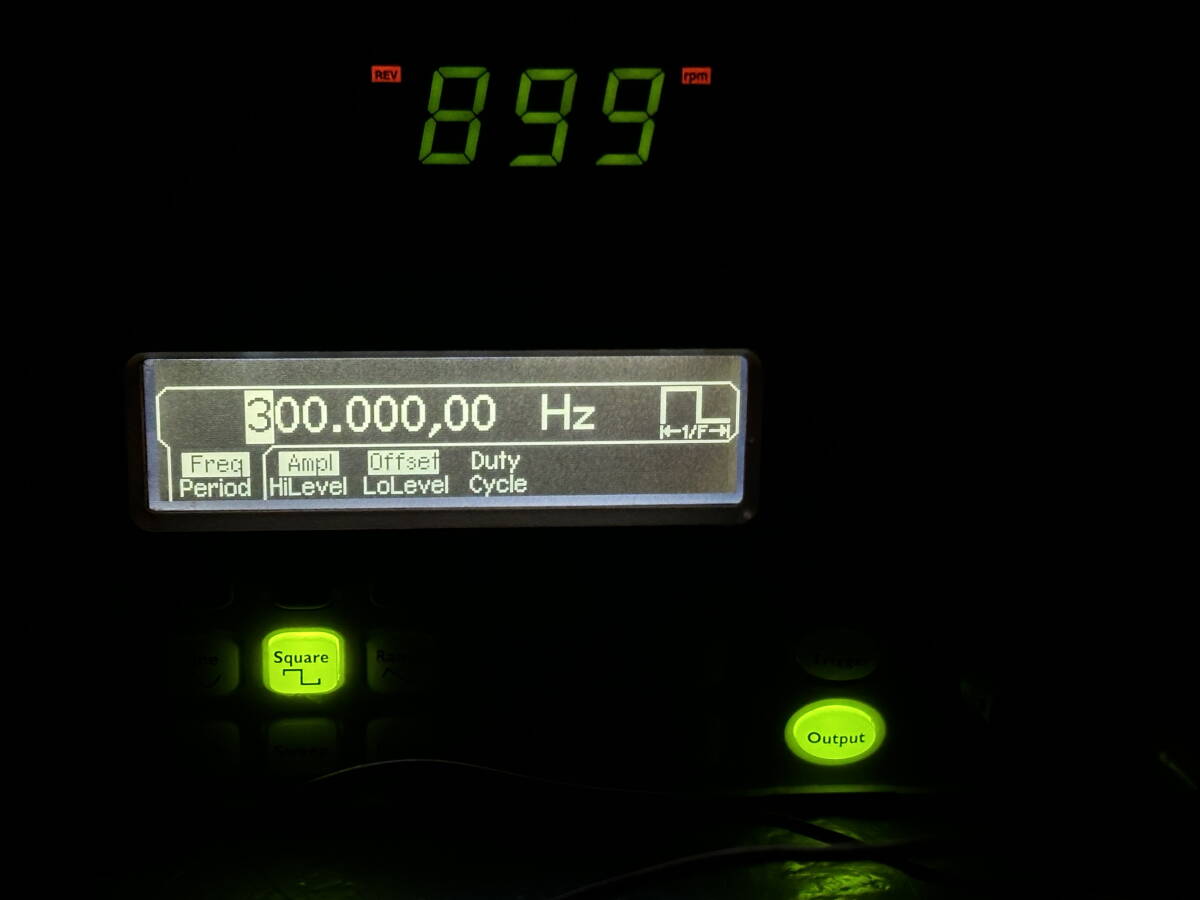 REV 899 rpm
300.000,00 Hz
1/F
Freq Ampl Offset Duty
Period HiLevel LoLevel Cycle
Square
Output